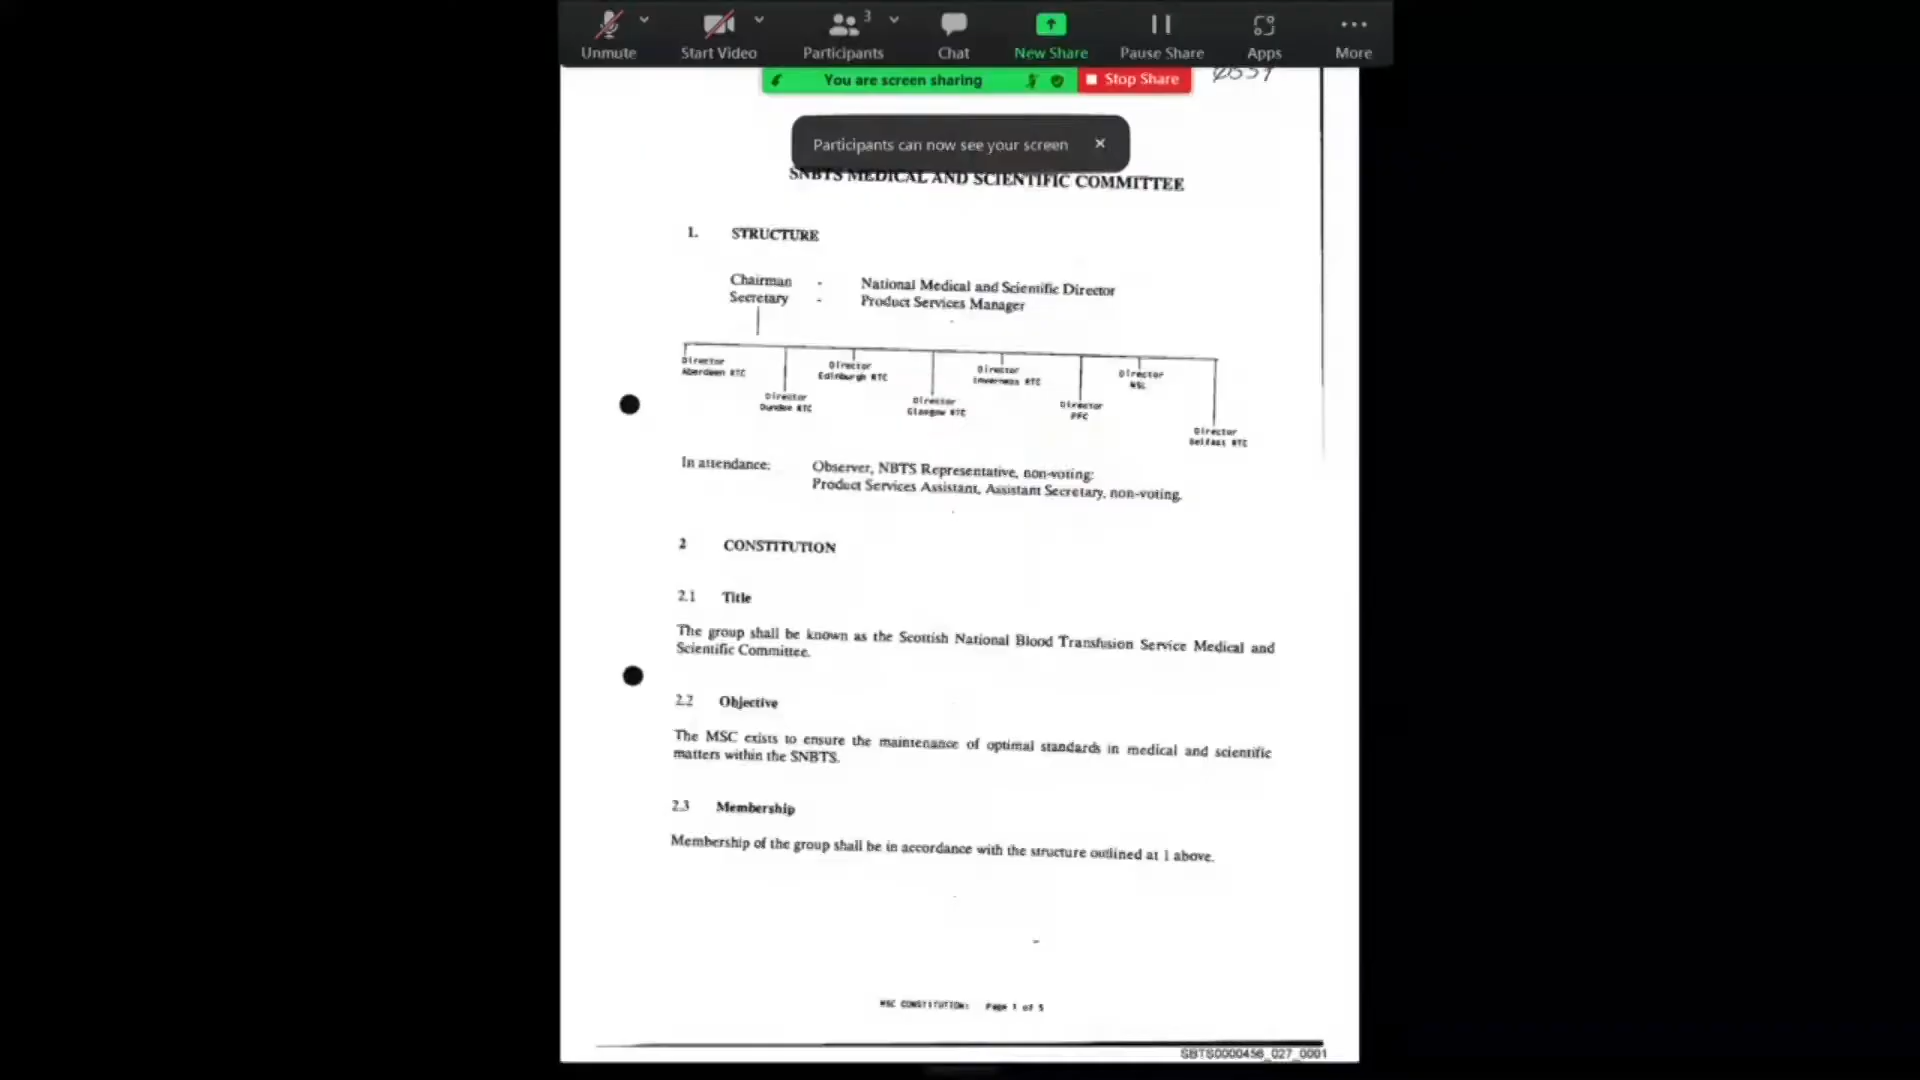 Unmute
Start Video
Participants
3
Chat
New Share
Pause Share
Apps
More
You are screen sharing
Stop Share
Participants can now see your screen
SNBTS MEDICAL AND SCIENTIFIC COMMITTEE
1. STRUCTURE
Chairman - National Medical and Scientific Director
Secretary - Product Services Manager
Director
Aberdeen RTC
Director
Dundee RTC
Director
Edinburgh RTC
Director
Glasgow RTC
Director
Inverness RTC
Director
PFC
Director
NSL
Director
Belfast RTC
In attendance: Observer, NBTS Representative, non-voting;
Product Services Assistant, Assistant Secretary, non-voting.
2 CONSTITUTION
2.1 Title
The group shall be known as the Scottish National Blood Transfusion Service Medical and
Scientific Committee.
2.2 Objective
The MSC exists to ensure the maintenance of optimal standards in medical and scientific
matters within the SNBTS.
2.3 Membership
Membership of the group shall be in accordance with the structure outlined at 1 above.
MSC CONSTITUTION: Page 1 of 5
SBTS0000456_027_0001